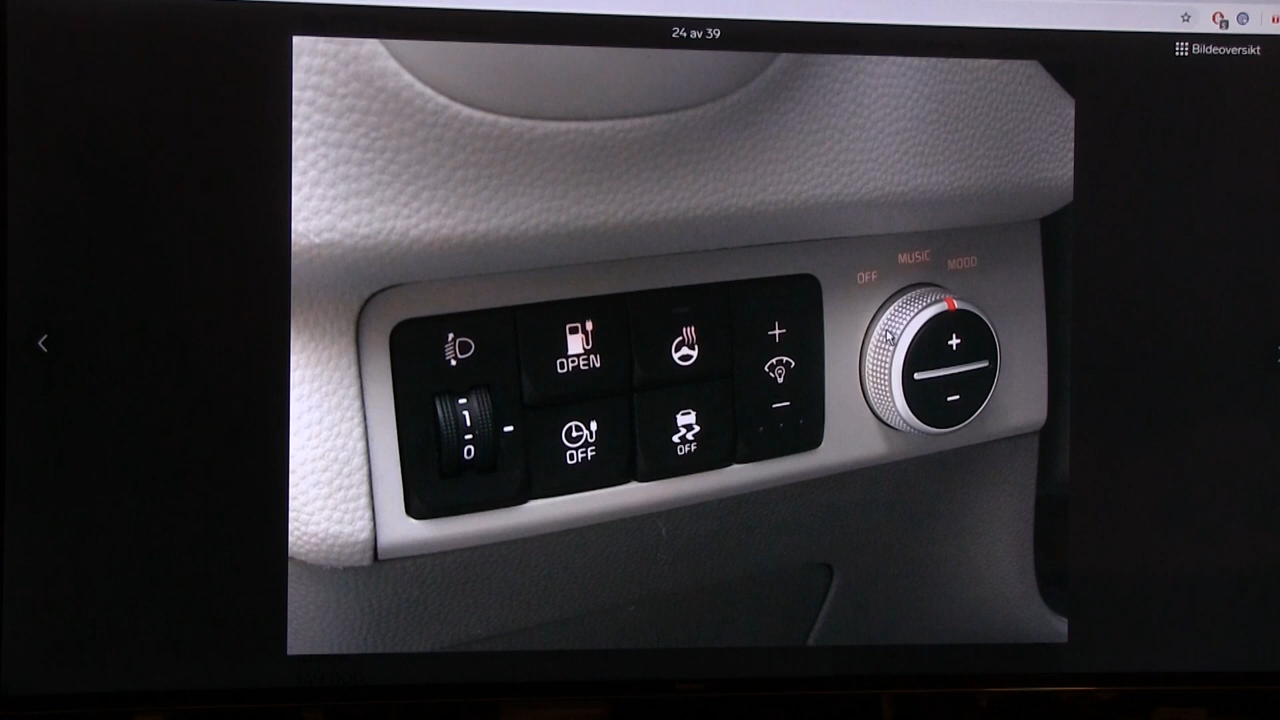 24 av 39
Bildeoversikt
OFF MUSIC MOOD
OPEN
+
+
1
0
OFF
OFF
-
-